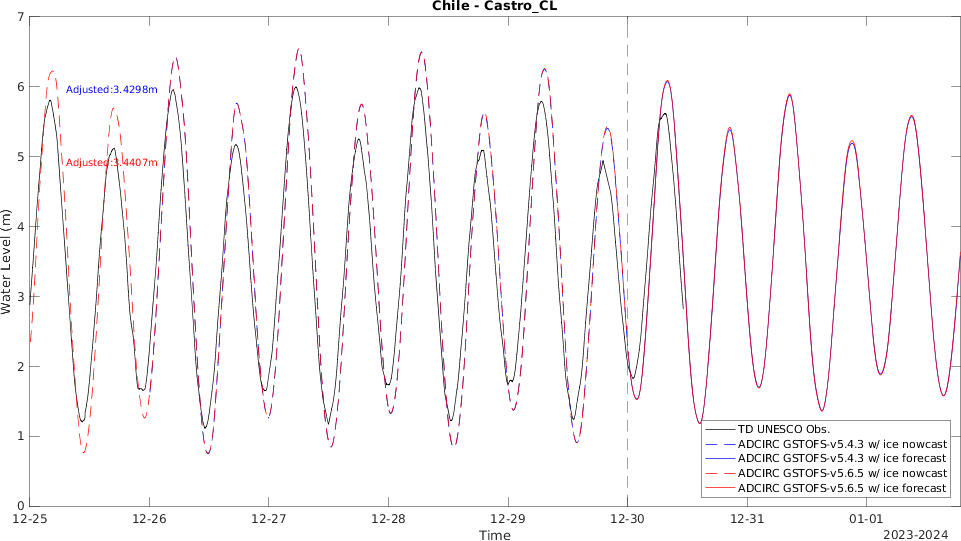 Chile - Castro_CL
7
6
5
4
3
2
1
0
Water Level (m)
Adjusted:3.4298m
Adjusted:3.4407m
TD UNESCO Obs.
ADCIRC GSTOFS-v5.4.3 w/ ice nowcast
ADCIRC GSTOFS-v5.4.3 w/ ice forecast
ADCIRC GSTOFS-v5.6.5 w/ ice nowcast
ADCIRC GSTOFS-v5.6.5 w/ ice forecast
12-25 12-26 12-27 12-28 12-29 12-30 12-31 01-01
Time
2023-2024